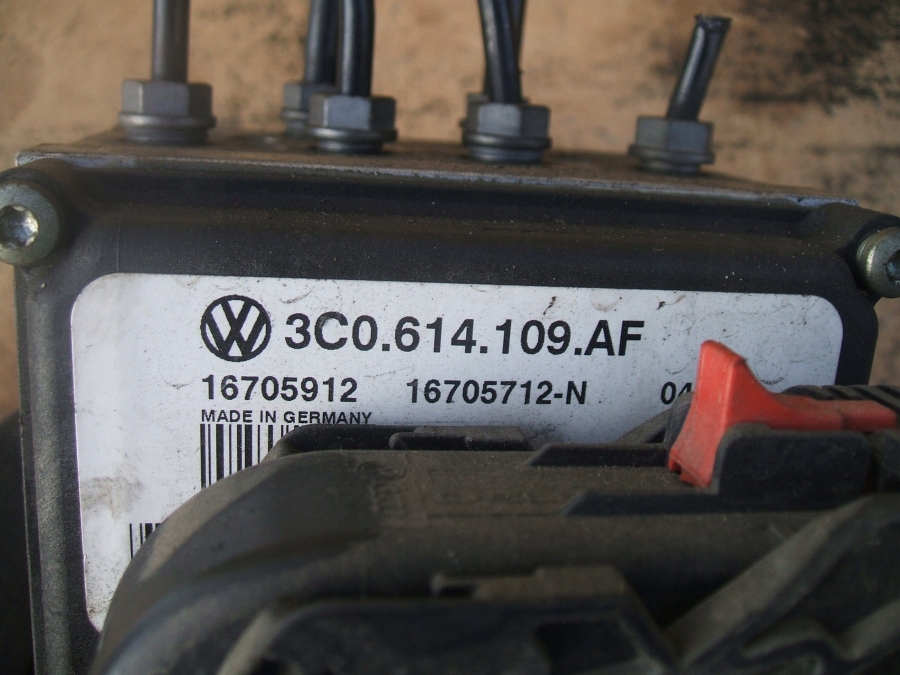 3C0.614.109.AF
16705912 16705712-N
MADE IN GERMANY